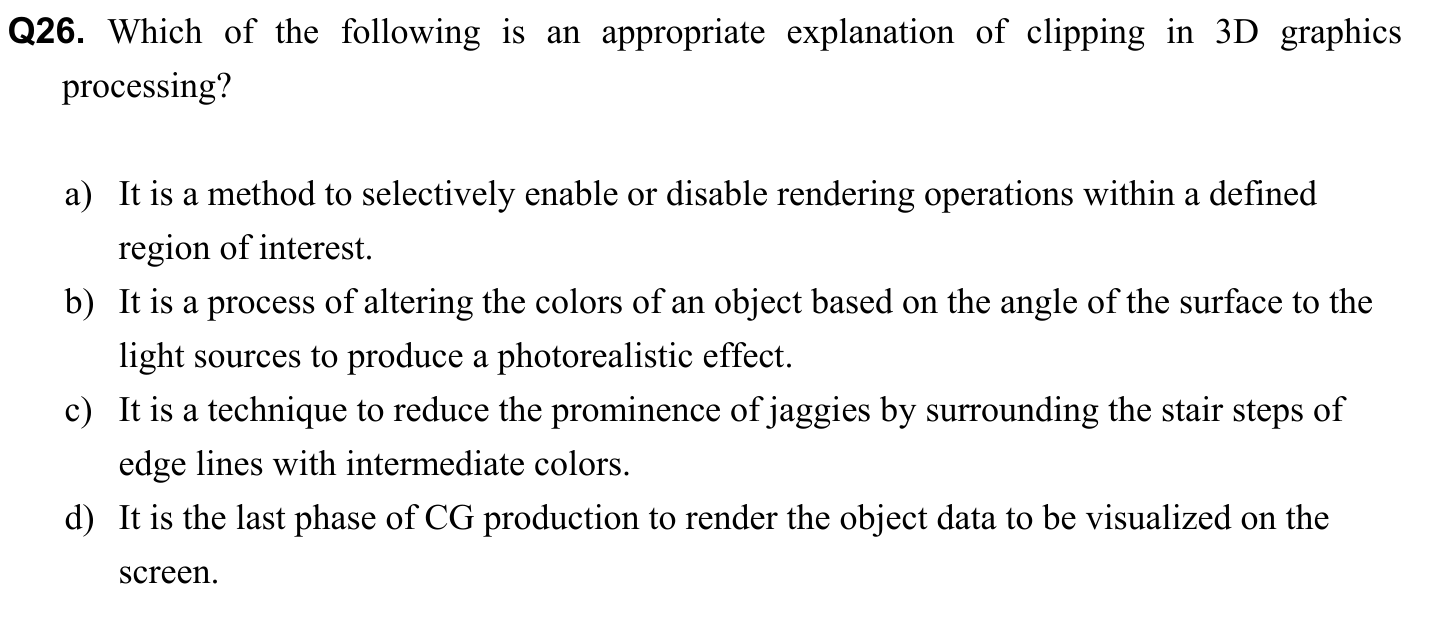 Q26. Which of the following is an appropriate explanation of clipping in 3D graphics
processing?
a) It is a method to selectively enable or disable rendering operations within a defined
region of interest.
b) It is a process of altering the colors of an object based on the angle of the surface to the
light sources to produce a photorealistic effect.
c) It is a technique to reduce the prominence of jaggies by surrounding the stair steps of
edge lines with intermediate colors.
d) It is the last phase of CG production to render the object data to be visualized on the
screen.